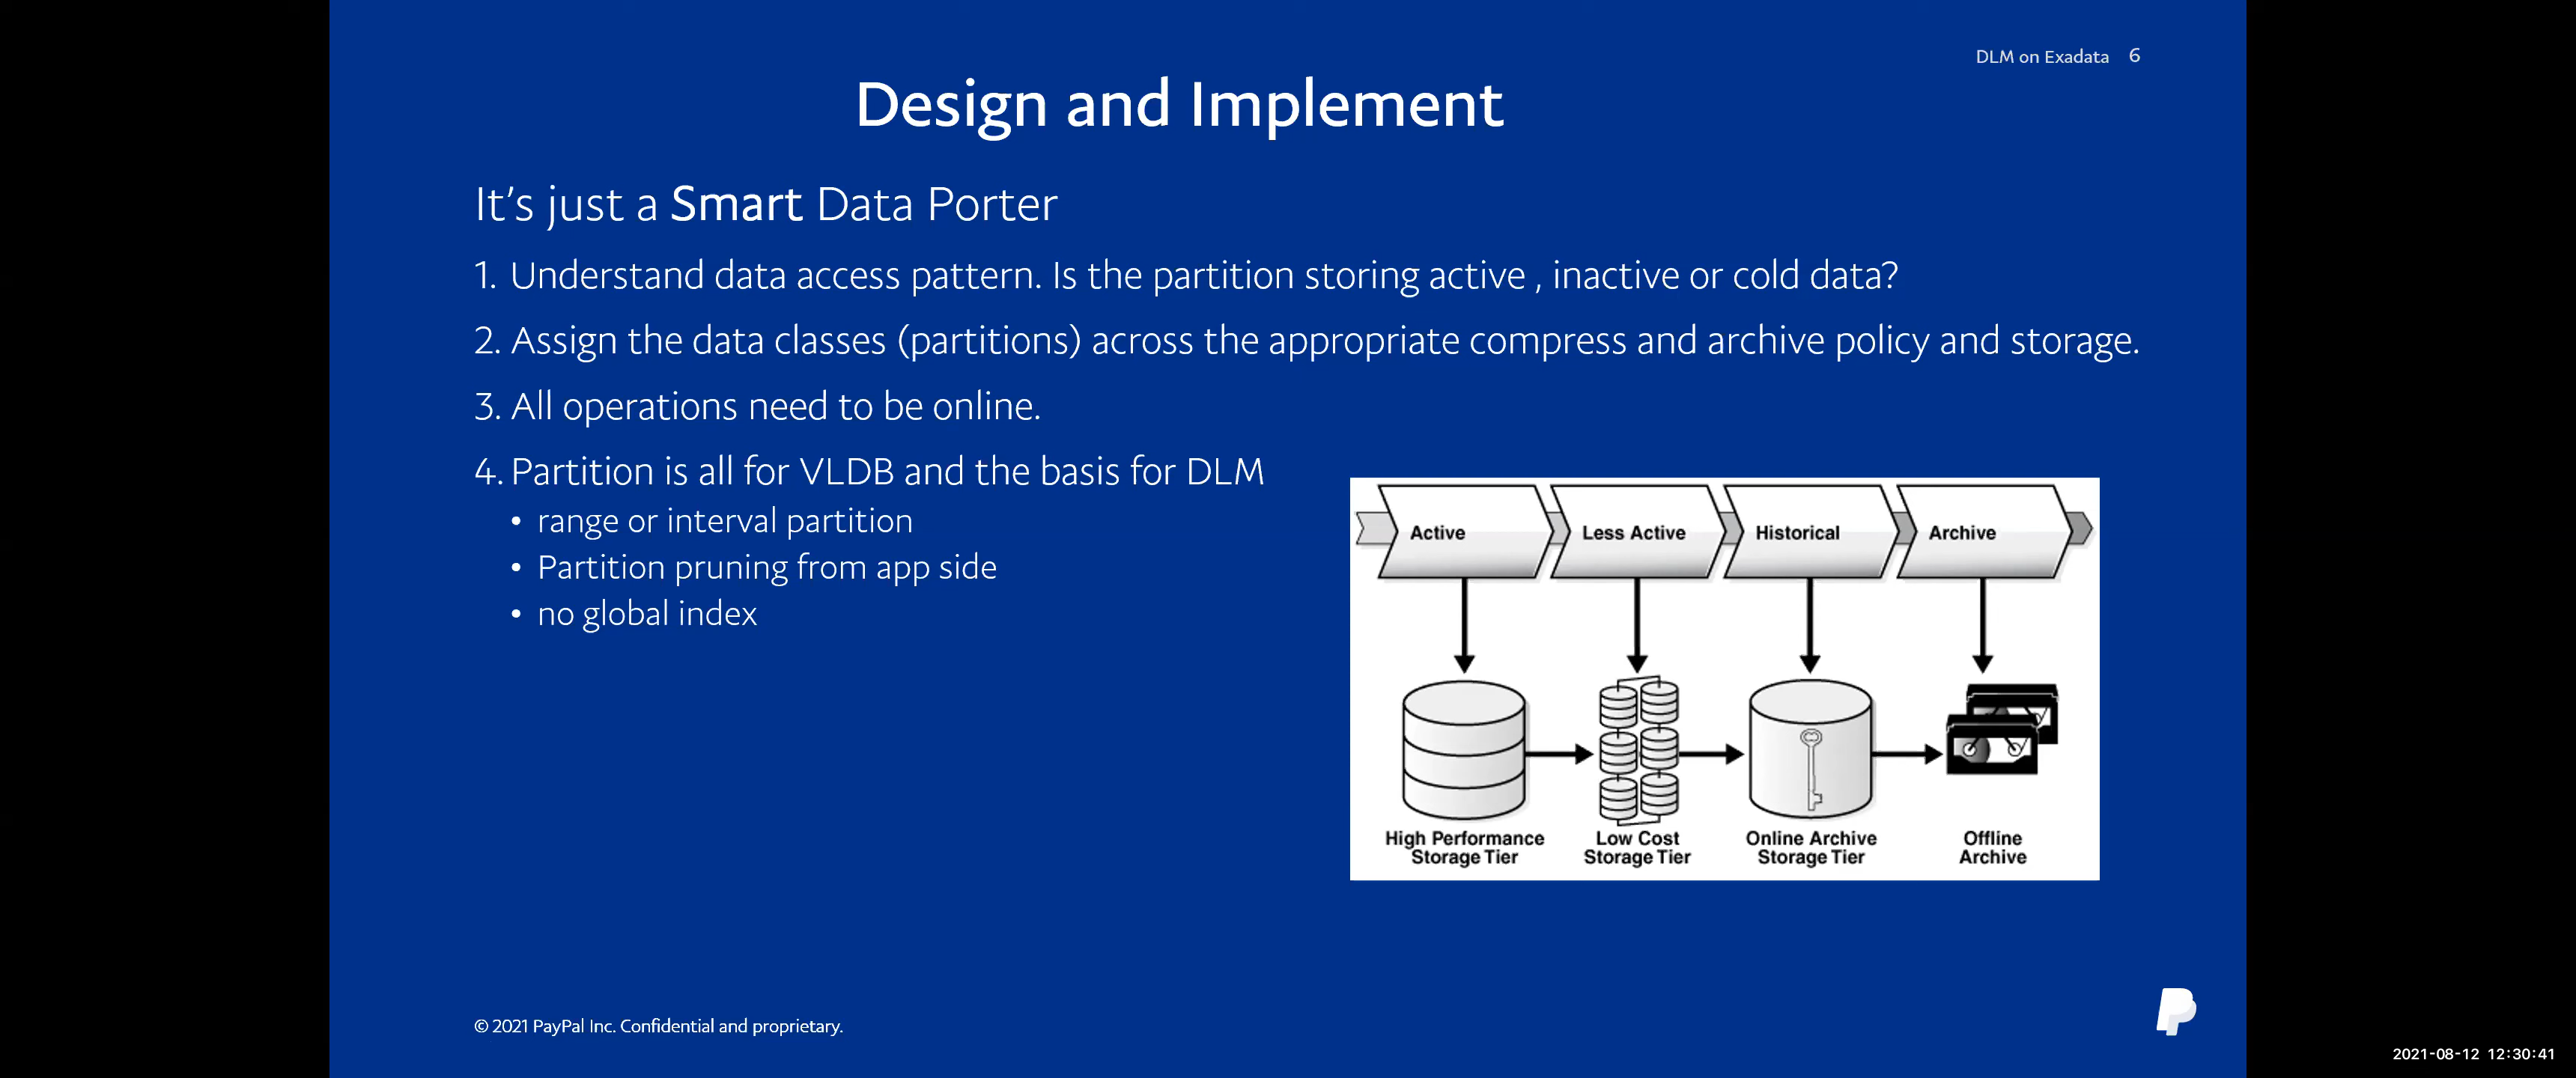 DLM on Exadata 6
Design and Implement
It's just a Smart Data Porter
1. Understand data access pattern. Is the partition storing active , inactive or cold data?
2. Assign the data classes (partitions) across the appropriate compress and archive policy and storage.
3. All operations need to be online.
4. Partition is all for VLDB and the basis for DLM
• range or interval partition
• Partition pruning from app side
• no global index
Active
Less Active
Historical
Archive
High Performance
Storage Tier
Low Cost
Storage Tier
Online Archive
Storage Tier
Offline
Archive
© 2021 PayPal Inc. Confidential and proprietary.
2021-08-12 12:30:41